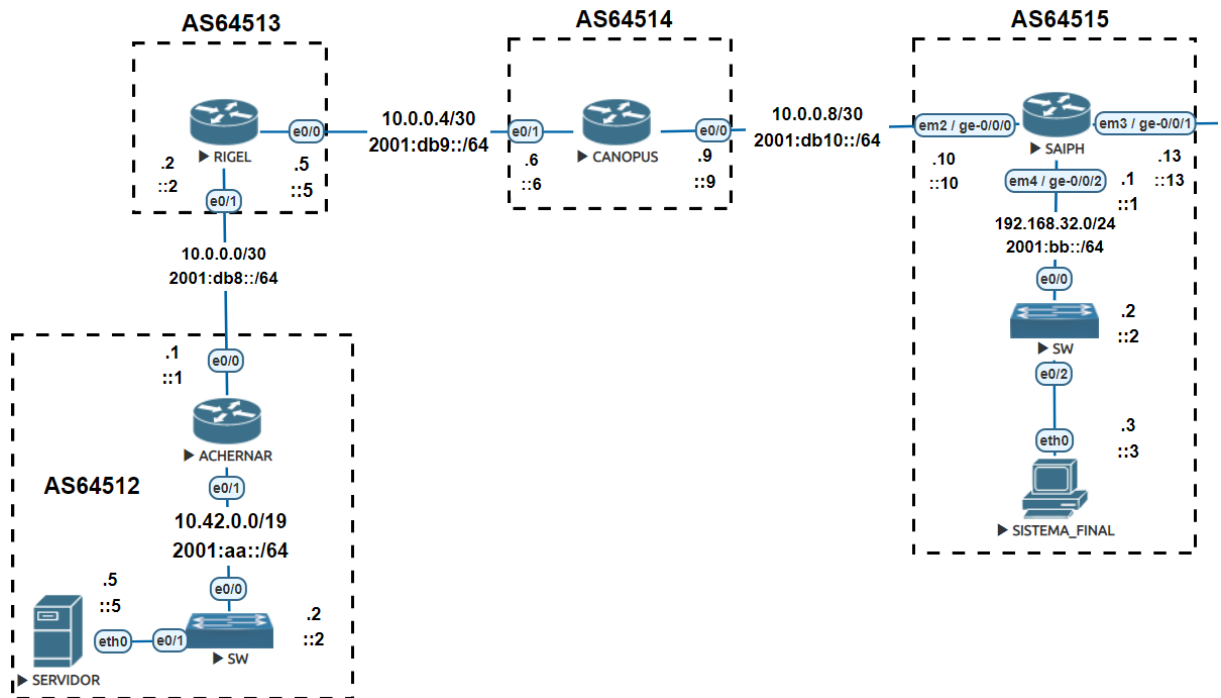 AS64513
AS64514
AS64515
RIGEL
e0/0
.2
::2
.5
::5
e0/1
10.0.0.4/30
2001:db9::/64
e0/1
CANOPUS
e0/0
.6
::6
.9
::9
10.0.0.8/30
2001:db10::/64
em2 / ge-0/0/0
SAIPH
em3 / ge-0/0/1
.10
::10
.13
::13
em4 / ge-0/0/2
.1
::1
192.168.32.0/24
2001:bb::/64
e0/0
SW
.2
::2
e0/2
eth0
.3
::3
SISTEMA_FINAL
10.0.0.0/30
2001:db8::/64
.1
::1
e0/0
ACHERNAR
e0/1
AS64512
10.42.0.0/19
2001:aa::/64
e0/0
.5
::5
eth0
e0/1
SW
.2
::2
SERVIDOR